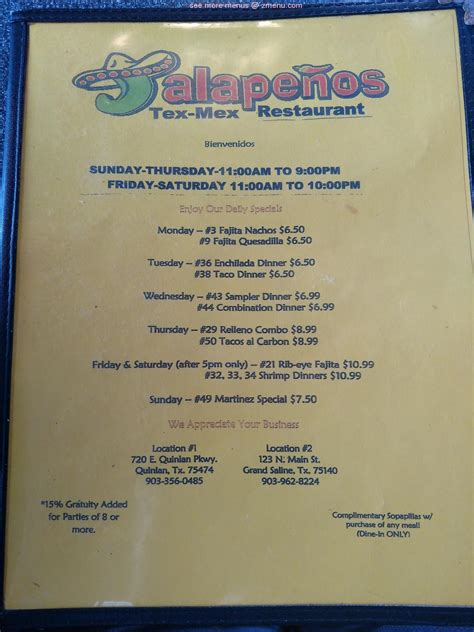 see more menus @ zmenu.com
Jalapeños
Tex-Mex Restaurant
Bienvenidos
SUNDAY-THURSDAY-11:00AM TO 9:00PM
FRIDAY-SATURDAY 11:00AM TO 10:00PM
Enjoy Our Daily Specials
Monday – #3 Fajita Nachos $6.50
#9 Fajita Quesadilla $6.50
Tuesday – #36 Enchilada Dinner $6.50
#38 Taco Dinner $6.50
Wednesday – #43 Sampler Dinner $6.99
#44 Combination Dinner $6.99
Thursday – #29 Relleno Combo $8.99
#50 Tacos al Carbon $8.99
Friday & Saturday (after 5pm only) – #21 Rib-eye Fajita $10.99
#32, 33, 34 Shrimp Dinners $10.99
Sunday – #49 Martinez Special $7.50
We Appreciate Your Business
Location #1
720 E. Quinlan Pkwy.
Quinlan, Tx. 75474
903-356-0485
Location #2
123 N. Main St.
Grand Saline, Tx. 75140
903-962-8224
*15% Gratuity Added
for Parties of 8 or
more.
Complimentary Sopapillas w/
purchase of any meal!
(Dine-In ONLY)